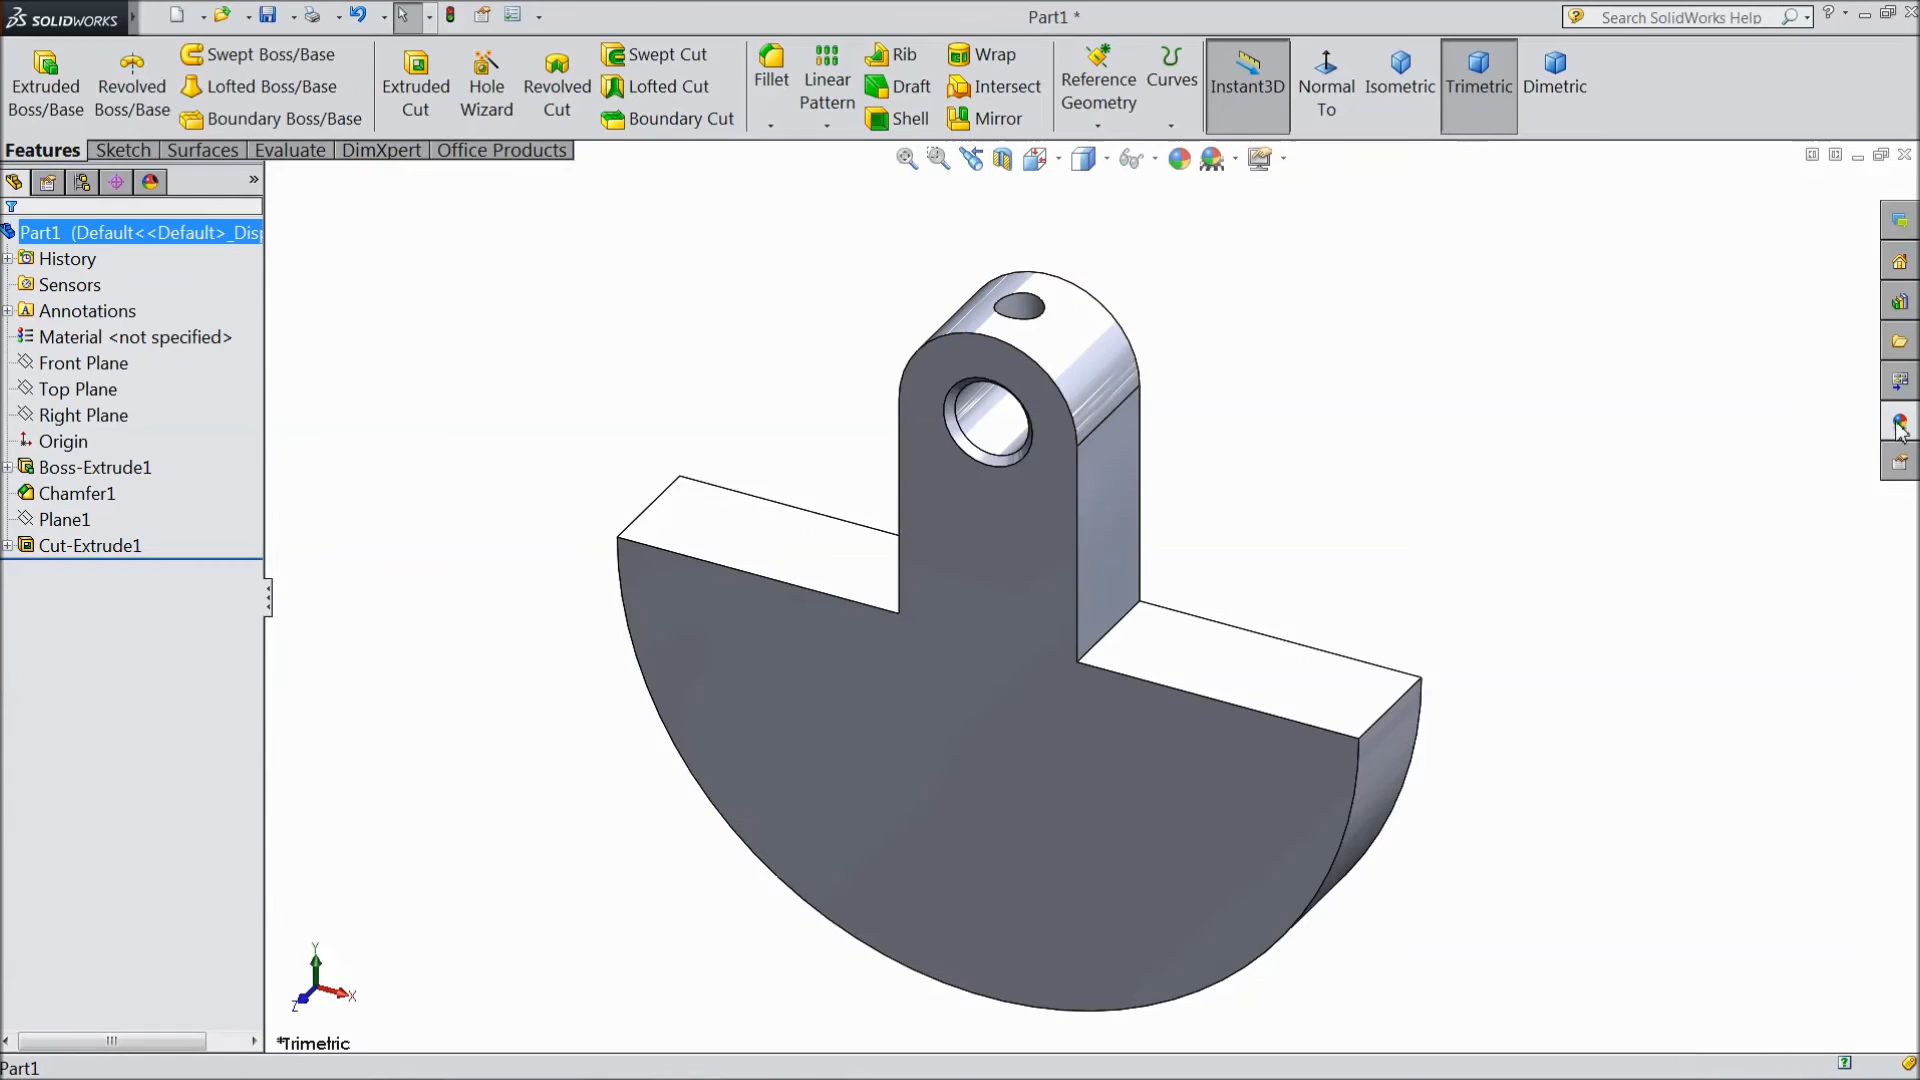 SOLIDWORKS
Part1 *
Search SolidWorks Help
Extruded Boss/Base
Revolved Boss/Base
Swept Boss/Base
Lofted Boss/Base
Boundary Boss/Base
Extruded Cut
Hole Wizard
Revolved Cut
Swept Cut
Lofted Cut
Boundary Cut
Fillet
Linear Pattern
Rib
Draft
Shell
Wrap
Intersect
Mirror
Reference Geometry
Curves
Instant3D
Normal To
Isometric
Trimetric
Dimetric
Features
Sketch
Surfaces
Evaluate
DimXpert
Office Products
Part1 (Default<<Default>_Disp
History
Sensors
Annotations
Material <not specified>
Front Plane
Top Plane
Right Plane
Origin
Boss-Extrude1
Chamfer1
Plane1
Cut-Extrude1
Y
X
Z
*Trimetric
Part1